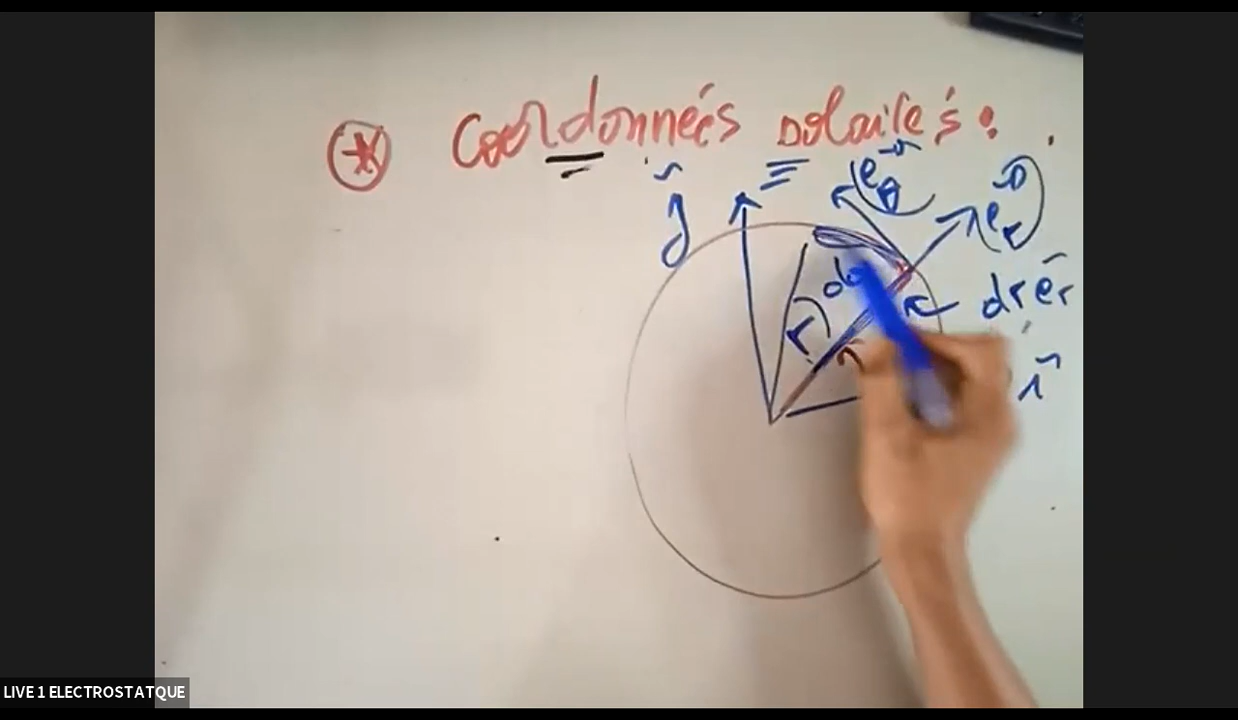 * Coordonnées polaires :
j⃗
e⃗θ
e⃗r
dr e⃗r
dθ
r
i⃗
LIVE 1 ELECTROSTATQUE